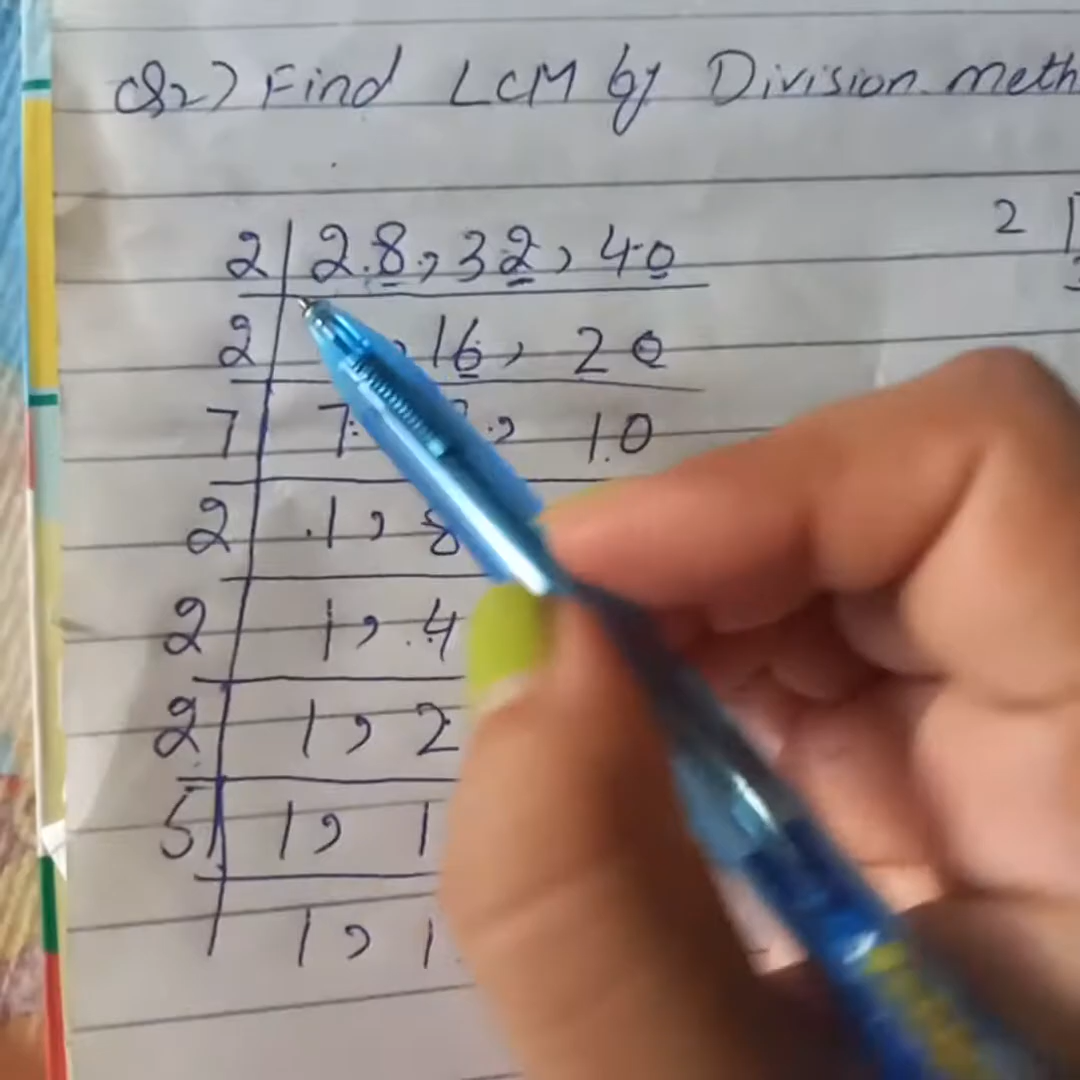 Q2) Find LCM by Division meth
2 | 28, 32, 40
2 | , 16, 20
7 | 7, , 10
2 | 1, 8
2 | 1, 4
2 | 1, 2
5 | 1, 1
1, 1
2